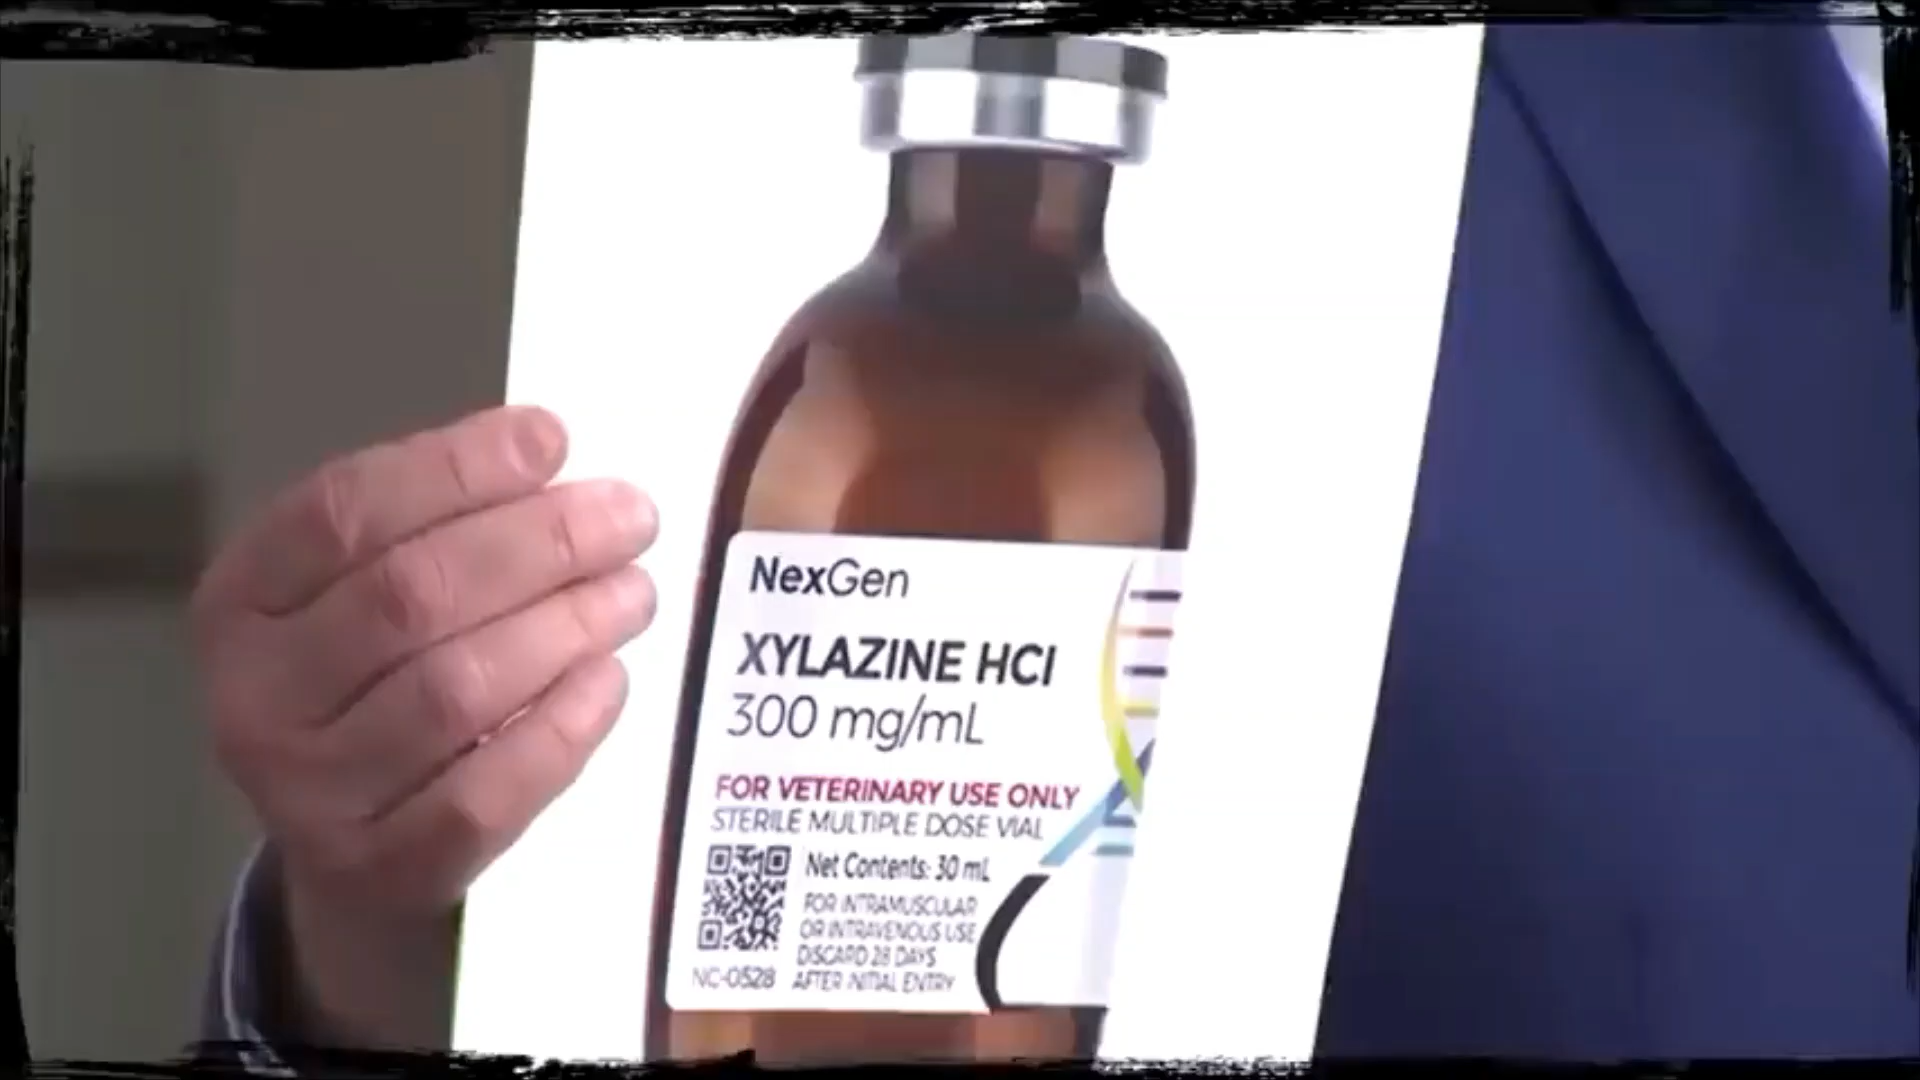 NexGen
XYLAZINE HCl
300 mg/mL
FOR VETERINARY USE ONLY
STERILE MULTIPLE DOSE VIAL
Net Contents: 30 mL
FOR INTRAMUSCULAR
OR INTRAVENOUS USE
DISCARD 28 DAYS
AFTER INITIAL ENTRY
NC-0528